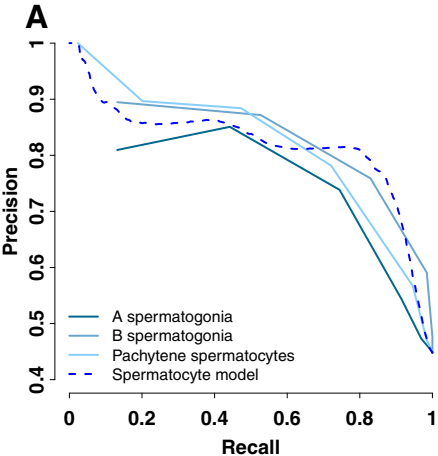 A
1
0.9
0.8
0.7
0.6
0.5
0.4
Precision
A spermatogonia
B spermatogonia
Pachytene spermatocytes
Spermatocyte model
0 0.2 0.4 0.6 0.8 1
Recall